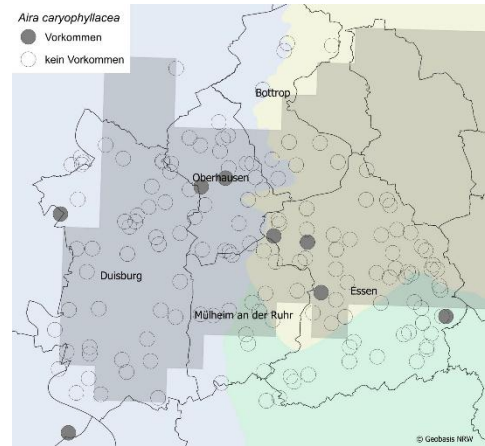 Aira caryophyllacea
Vorkommen
kein Vorkommen
Bottrop
Oberhausen
Duisburg
Essen
Mülheim an der Ruhr
© Geobasis NRW